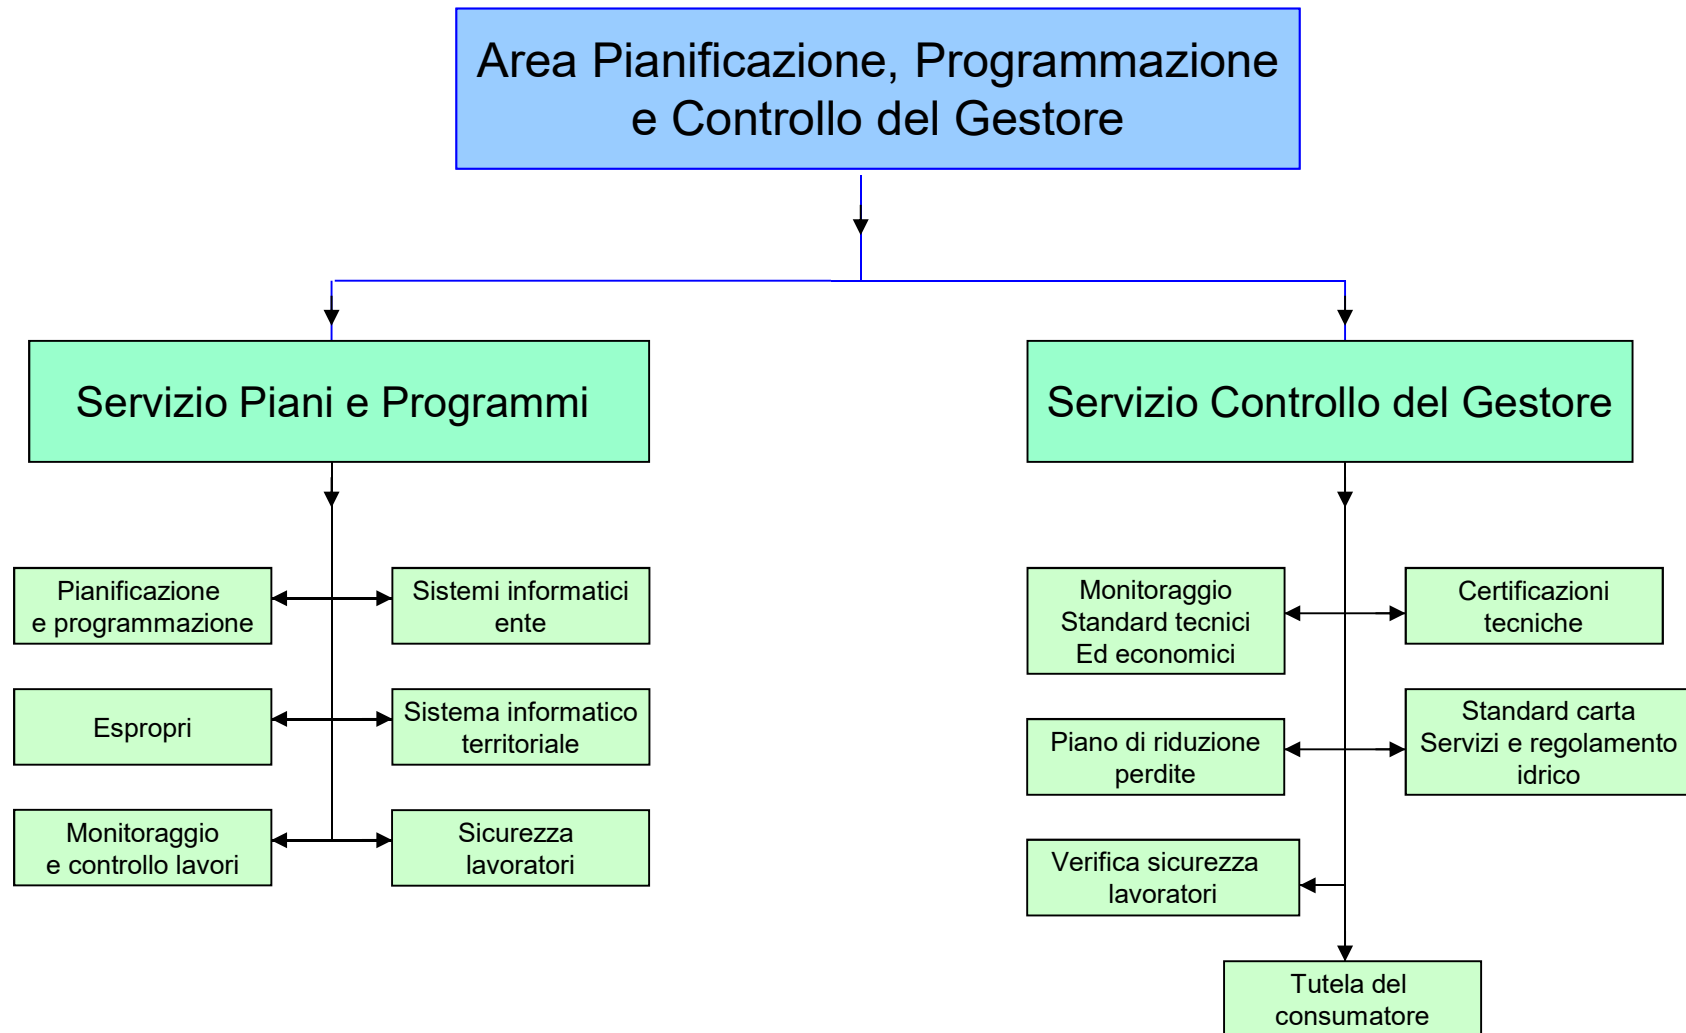 Area Pianificazione, Programmazione
e Controllo del Gestore
Servizio Piani e Programmi
Servizio Controllo del Gestore
Pianificazione
e programmazione
Sistemi informatici
ente
Espropri
Sistema informatico
territoriale
Monitoraggio
e controllo lavori
Sicurezza
lavoratori
Monitoraggio
Standard tecnici
Ed economici
Certificazioni
tecniche
Piano di riduzione
perdite
Standard carta
Servizi e regolamento
idrico
Verifica sicurezza
lavoratori
Tutela del
consumatore